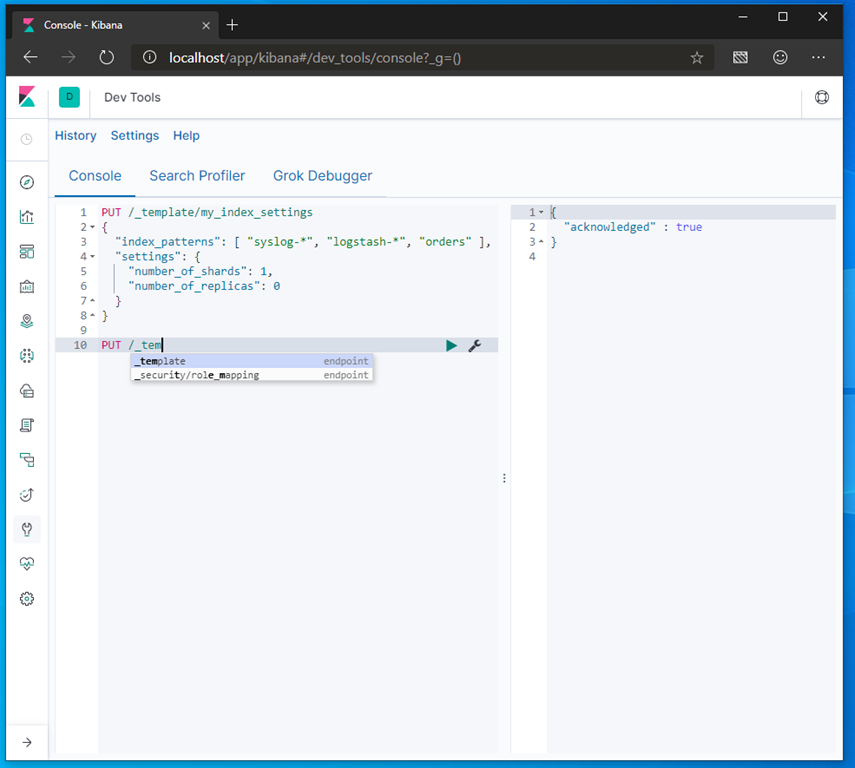 Console - Kibana
localhost/app/kibana#/dev_tools/console?_g=()
D Dev Tools
History Settings Help
Console Search Profiler Grok Debugger
1 PUT /_template/my_index_settings
2 {
3 "index_patterns": [ "syslog-*", "logstash-*", "orders" ],
4 "settings": {
5 "number_of_shards": 1,
6 "number_of_replicas": 0
7 }
8 }
9
10 PUT /_tem
_template endpoint
_security/role_mapping endpoint
1 {
2 "acknowledged" : true
3 }
4